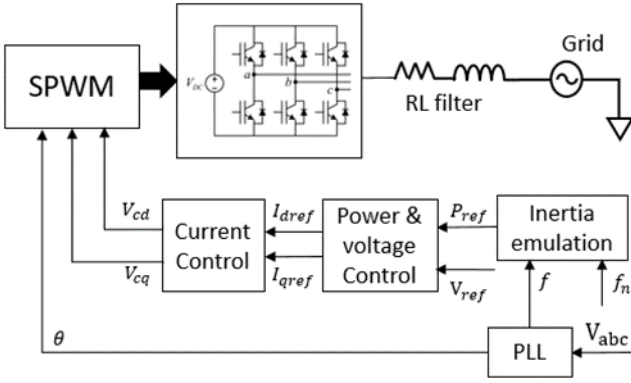 SPWM
V_DC
a
b
c
RL filter
Grid
V_cd
V_cq
Current
Control
I_dref
I_qref
Power &
voltage
Control
P_ref
V_ref
Inertia
emulation
f
f_n
θ
PLL
V_abc